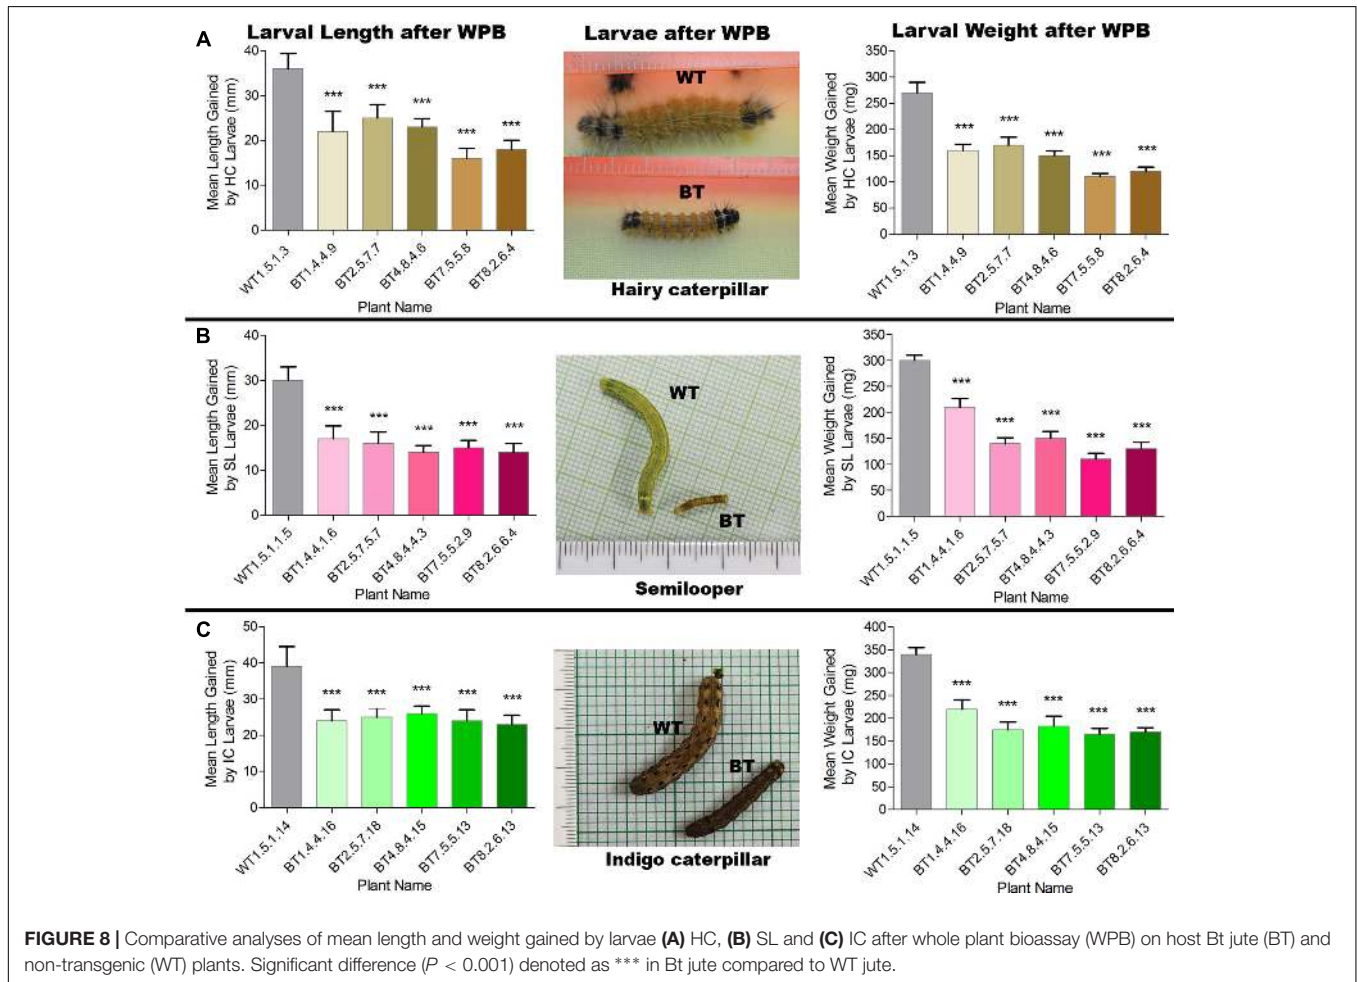 A
Larval Length after WPB
Larvae after WPB
Larval Weight after WPB
Mean Length Gained
by HC Larvae (mm)
40
30
20
10
0
***
***
***
***
***
WT1.5.1.3
BT1.4.4.9
BT2.5.7.7
BT4.8.4.6
BT7.5.5.8
BT8.2.6.4
Plant Name
WT
BT
Hairy caterpillar
Mean Weight Gained
by HC Larvae (mg)
350
300
250
200
150
100
50
0
***
***
***
***
***
WT1.5.1.3
BT1.4.4.9
BT2.5.7.7
BT4.8.4.6
BT7.5.5.8
BT8.2.6.4
Plant Name
B
Mean Length Gained
by SL Larvae (mm)
40
30
20
10
0
***
***
***
***
***
WT1.5.1.1.5
BT1.4.4.1.6
BT2.5.7.5.7
BT4.8.4.4.3
BT7.5.5.2.9
BT8.2.6.6.4
Plant Name
WT
BT
Semilooper
Mean Weight Gained
by SL Larvae (mg)
350
300
250
200
150
100
50
0
***
***
***
***
***
WT1.5.1.1.5
BT1.4.4.1.6
BT2.5.7.5.7
BT4.8.4.4.3
BT7.5.5.2.9
BT8.2.6.6.4
Plant Name
C
Mean Length Gained
by IC Larvae (mm)
50
40
30
20
10
0
***
***
***
***
***
WT1.5.1.14
BT1.4.4.16
BT2.5.7.18
BT4.8.4.15
BT7.5.5.13
BT8.2.6.13
Plant Name
WT
BT
Indigo caterpillar
Mean Weight Gained
by IC Larvae (mg)
400
350
300
250
200
150
100
50
0
***
***
***
***
***
WT1.5.1.14
BT1.4.4.16
BT2.5.7.18
BT4.8.4.15
BT7.5.5.13
BT8.2.6.13
Plant Name
FIGURE 8 | Comparative analyses of mean length and weight gained by larvae (A) HC, (B) SL and (C) IC after whole plant bioassay (WPB) on host Bt jute (BT) and
non-transgenic (WT) plants. Significant difference (P < 0.001) denoted as *** in Bt jute compared to WT jute.